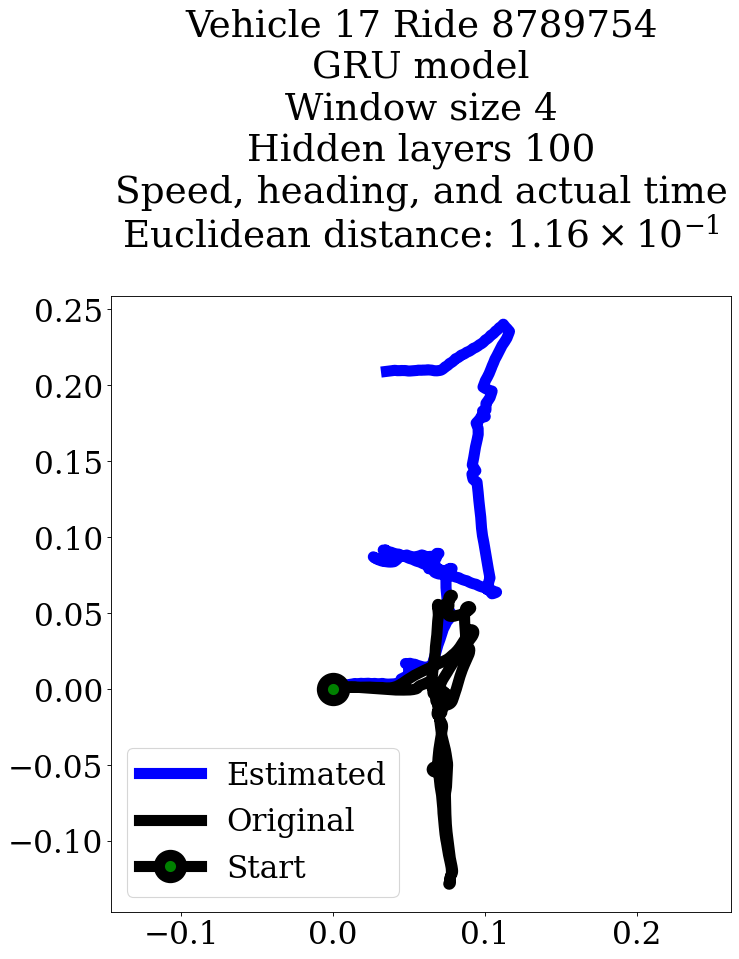 Vehicle 17 Ride 8789754
GRU model
Window size 4
Hidden layers 100
Speed, heading, and actual time
Euclidean distance: 1.16 × 10⁻¹
0.25
0.20
0.15
0.10
0.05
0.00
−0.05
−0.10
Estimated
Original
Start
−0.1 0.0 0.1 0.2